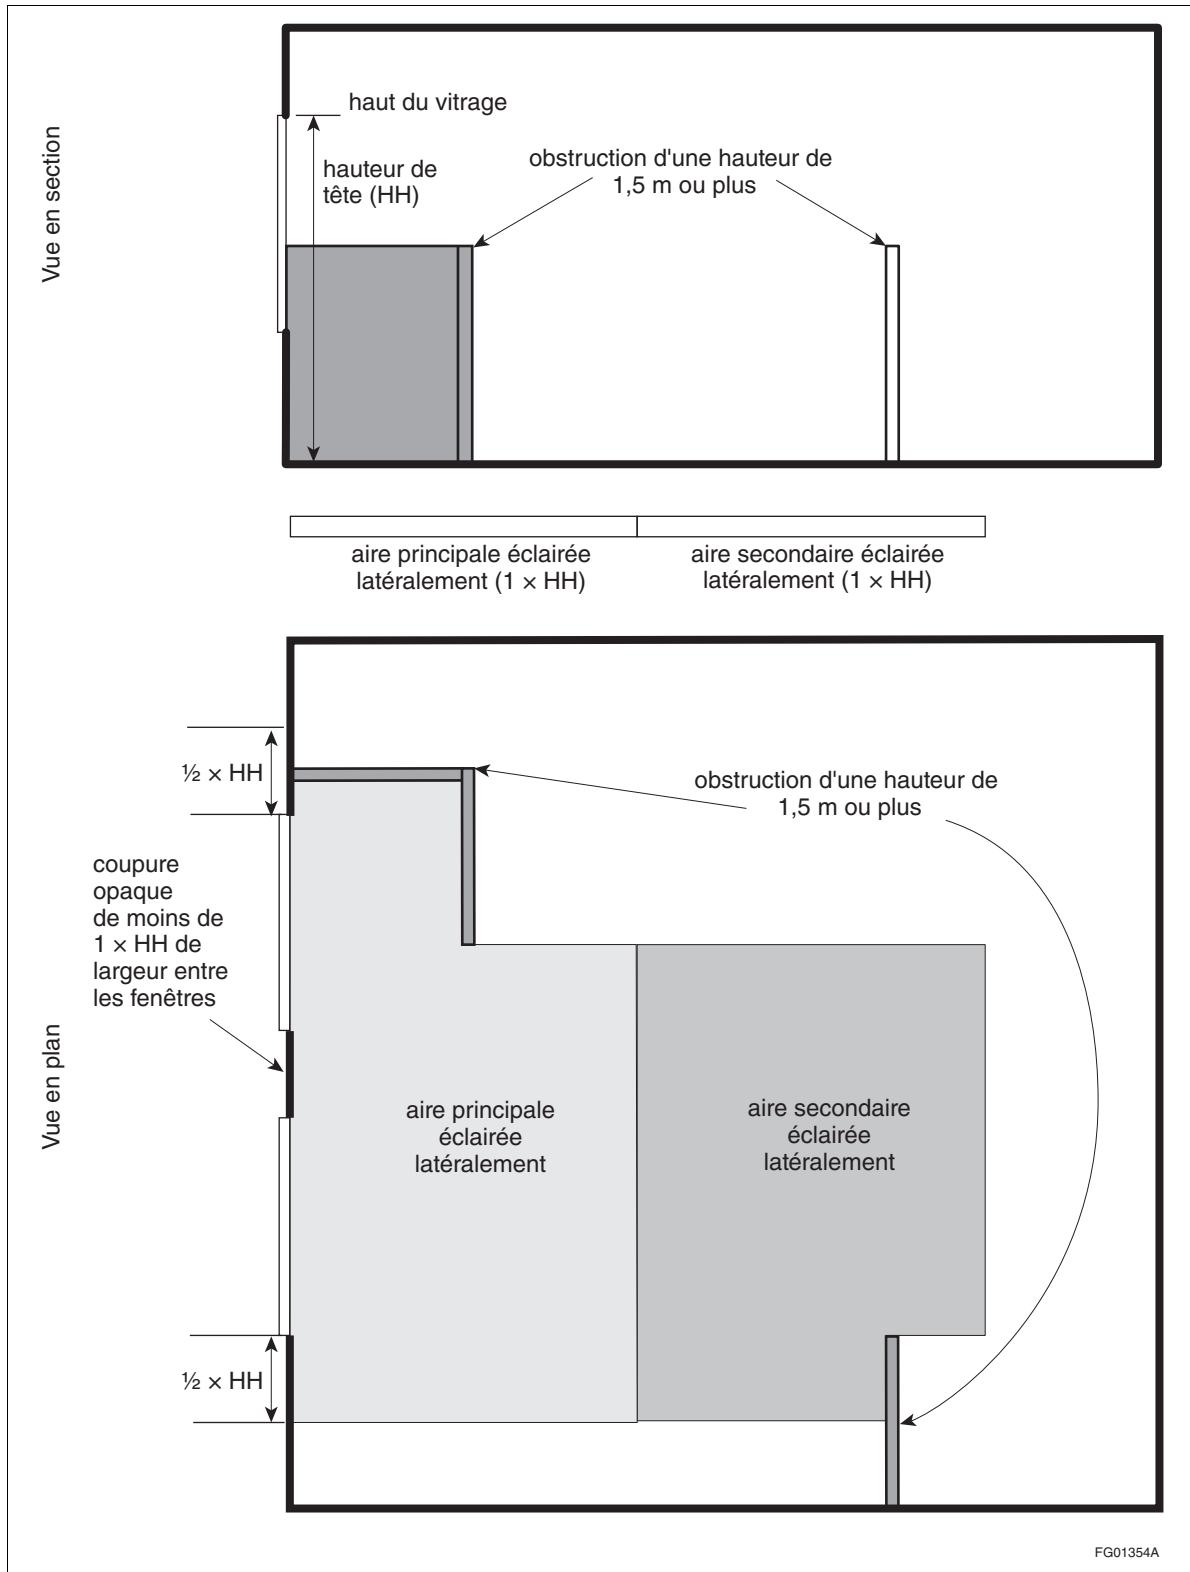 Vue en section
haut du vitrage
hauteur de
tête (HH)
obstruction d'une hauteur de
1,5 m ou plus
aire principale éclairée
latéralement (1 × HH)
aire secondaire éclairée
latéralement (1 × HH)
Vue en plan
½ × HH
obstruction d'une hauteur de
1,5 m ou plus
coupure
opaque
de moins de
1 × HH de
largeur entre
les fenêtres
aire principale
éclairée
latéralement
aire secondaire
éclairée
latéralement
½ × HH
FG01354A